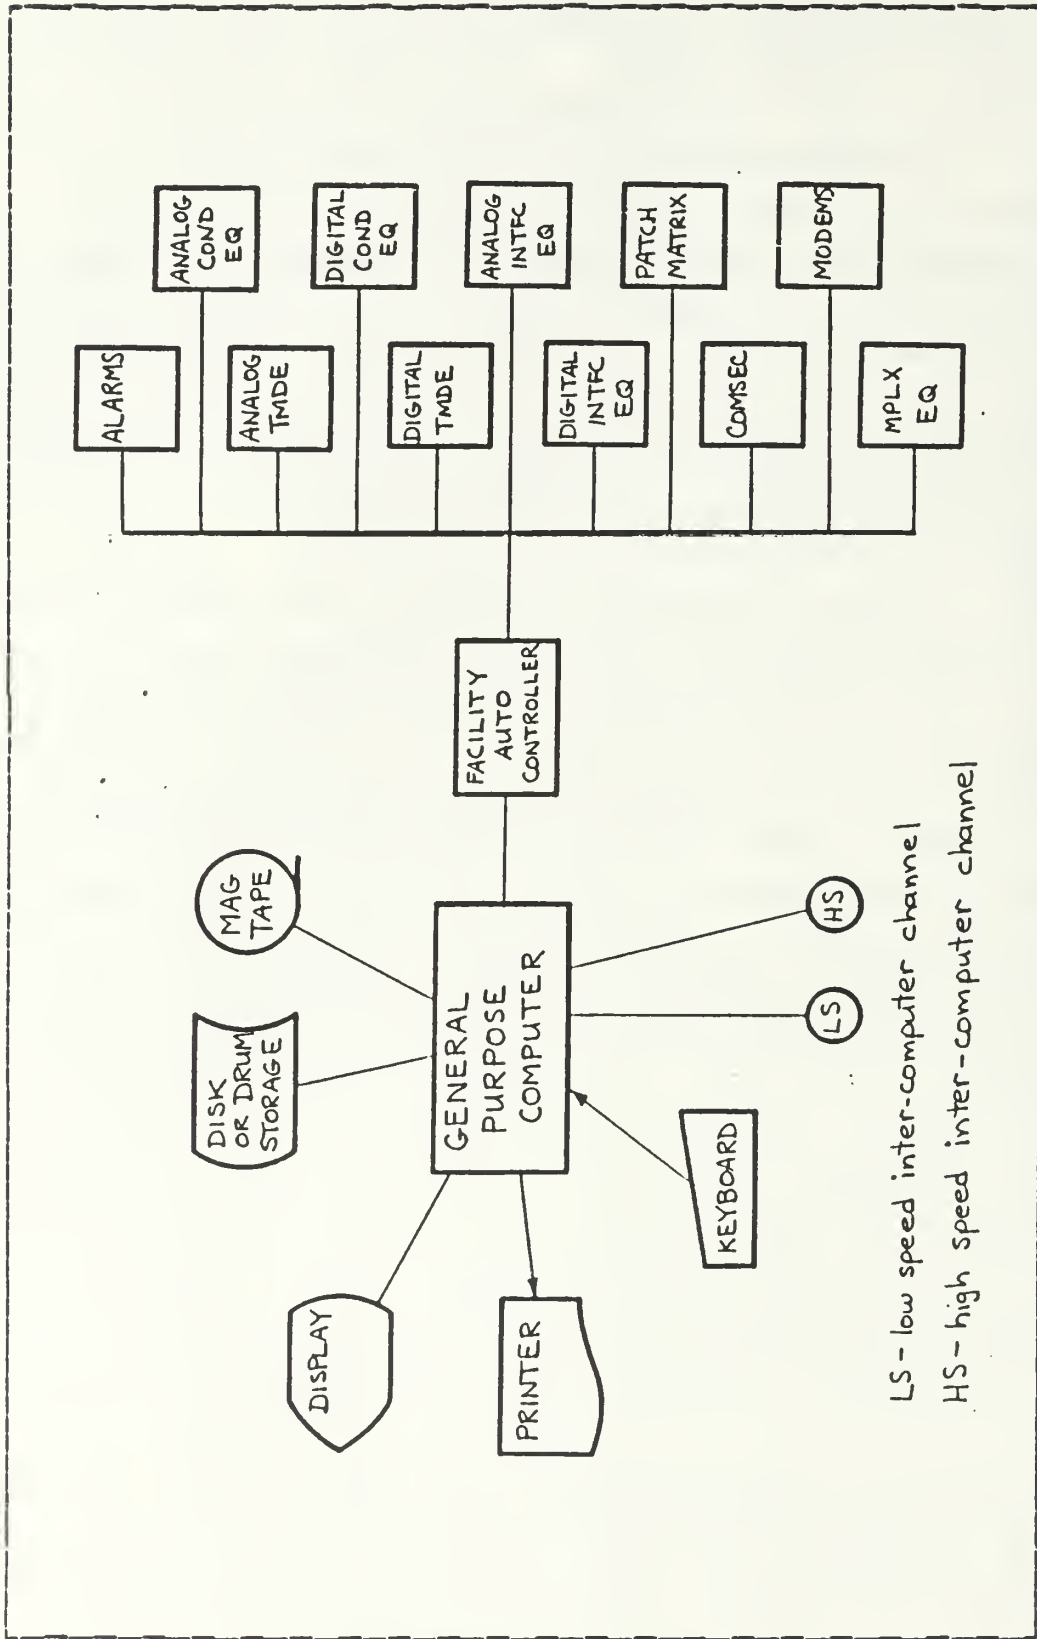 DISPLAY
PRINTER
DISK
OR DRUM
STORAGE
MAG
TAPE
GENERAL
PURPOSE
COMPUTER
KEYBOARD
LS
HS
FACILITY
AUTO
CONTROLLER
ALARMS
ANALOG
COND
EQ
ANALOG
TMDE
DIGITAL
COND
EQ
DIGITAL
TMDE
ANALOG
INTFC
EQ
DIGITAL
INTFC
EQ
PATCH
MATRIX
COMSEC
MODEMS
MPLX
EQ
LS - low speed inter-computer channel
HS - high speed inter-computer channel